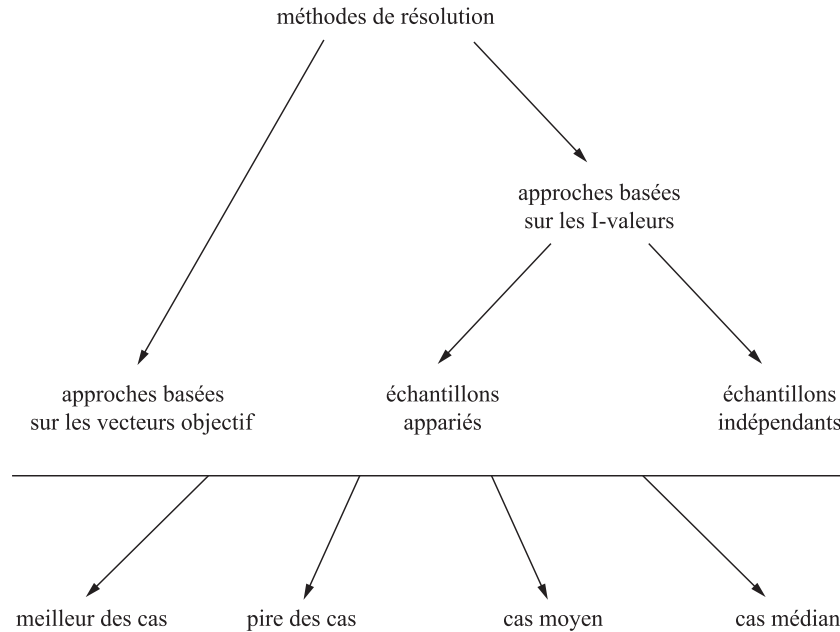 méthodes de résolution
approches basées
sur les I-valeurs
approches basées
sur les vecteurs objectif
échantillons
appariés
échantillons
indépendants
meilleur des cas
pire des cas
cas moyen
cas médian